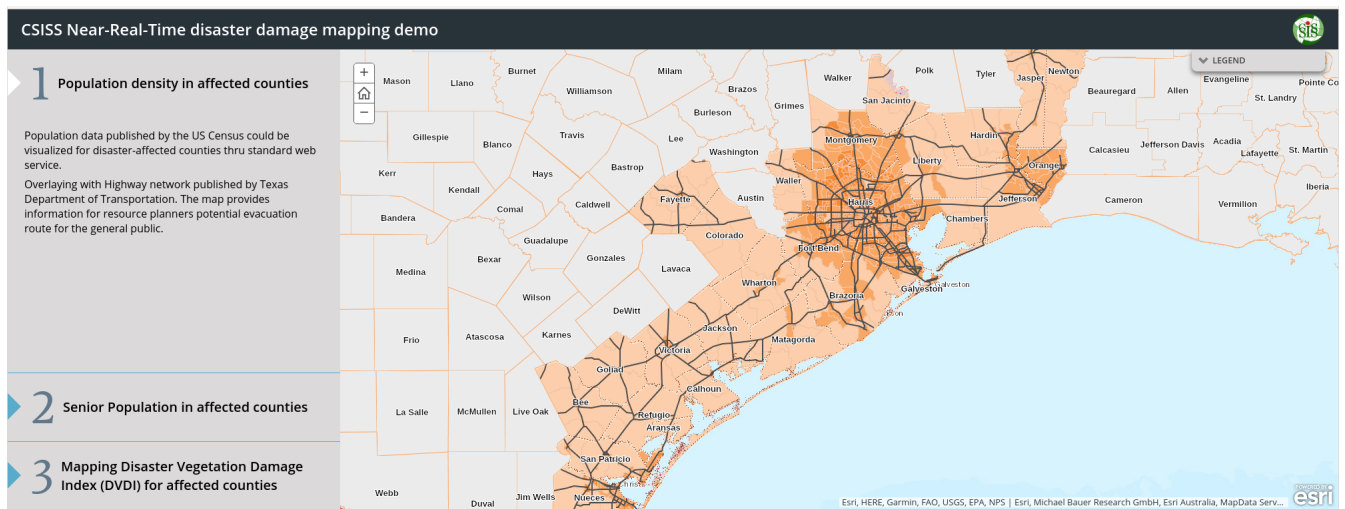 CSISS Near-Real-Time disaster damage mapping demo
1 Population density in affected counties
Population data published by the US Census could be
visualized for disaster-affected counties thru standard web
service.
Overlaying with Highway network published by Texas
Department of Transportation. The map provides
information for resource planners potential evacuation
route for the general public.
2 Senior Population in affected counties
3 Mapping Disaster Vegetation Damage
Index (DVDI) for affected counties
+
−
LEGEND
Mason
Llano
Burnet
Williamson
Milam
Burleson
Brazos
Grimes
Walker
San Jacinto
Polk
Tyler
Jasper
Newton
Beauregard
Allen
Evangeline
St. Landry
Pointe Co
Gillespie
Blanco
Travis
Lee
Washington
Montgomery
Liberty
Hardin
Orange
Calcasieu
Jefferson Davis
Acadia
Lafayette
St. Martin
Kerr
Kendall
Hays
Bastrop
Fayette
Austin
Waller
Harris
Chambers
Jefferson
Cameron
Vermilion
Iberia
Bandera
Comal
Caldwell
Colorado
Fort Bend
Guadalupe
Medina
Bexar
Gonzales
Lavaca
Wharton
Brazoria
Galveston
Galveston
Wilson
DeWitt
Jackson
Matagorda
Frio
Atascosa
Karnes
Victoria
Goliad
Calhoun
La Salle
McMullen
Live Oak
Bee
Refugio
Aransas
San Patricio
Webb
Duval
Jim Wells
Nueces
Esri, HERE, Garmin, FAO, USGS, EPA, NPS | Esri, Michael Bauer Research GmbH, Esri Australia, MapData Serv...
POWERED BY
esri